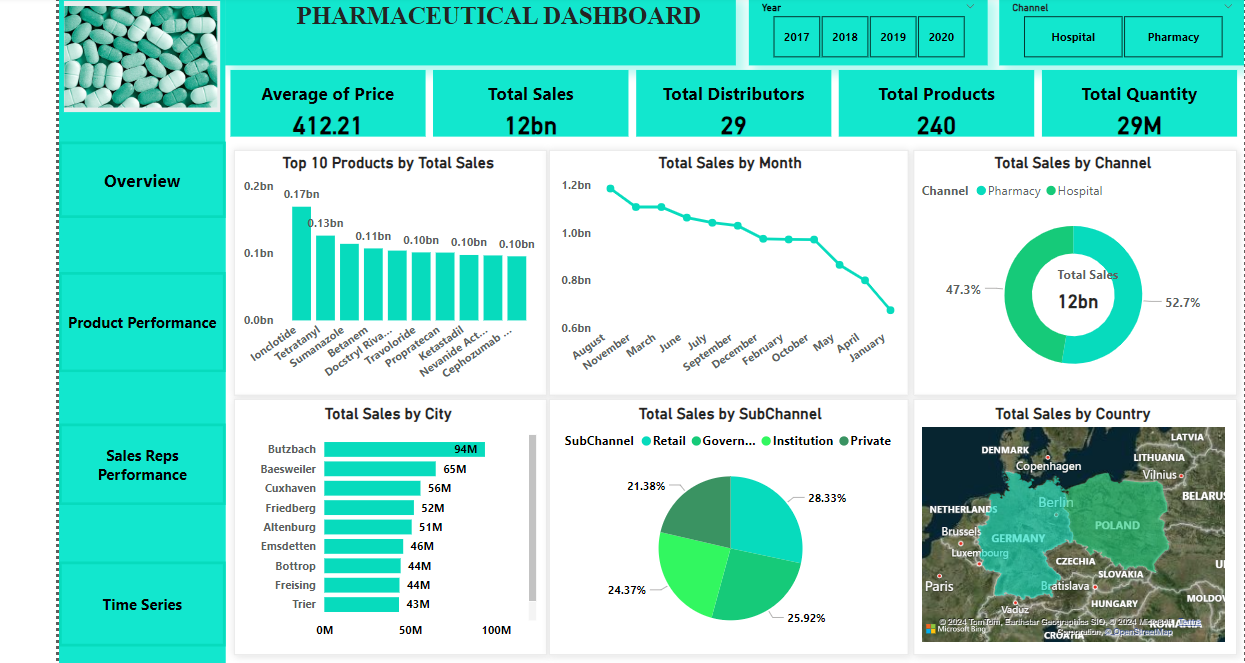 PHARMACEUTICAL DASHBOARD
Year
2017 2018 2019 2020
Channel
Hospital Pharmacy
Average of Price
412.21
Total Sales
12bn
Total Distributors
29
Total Products
240
Total Quantity
29M
Overview
Product Performance
Sales Reps
Performance
Time Series
Top 10 Products by Total Sales
0.2bn
0.1bn
0.0bn
0.17bn
0.13bn
0.11bn
0.10bn
0.10bn
0.10bn
Ionclotide
Tetratanyl
Sumanazole
Betanem
Docstryl Riva...
Travoloride
Propratecan
Ketastadil
Nevanide Act...
Cephozumab ...
Total Sales by Month
1.2bn
1.0bn
0.8bn
0.6bn
August
November
March
June
July
September
December
February
October
May
April
January
Total Sales by Channel
Channel Pharmacy Hospital
47.3%
Total Sales
12bn
52.7%
Total Sales by City
Butzbach 94M
Baesweiler 65M
Cuxhaven 56M
Friedberg 52M
Altenburg 51M
Emsdetten 46M
Bottrop 44M
Freising 44M
Trier 43M
0M 50M 100M
Total Sales by SubChannel
SubChannel Retail Govern... Institution Private
21.38%
28.33%
24.37%
25.92%
Total Sales by Country
LATVIA
DENMARK
LITHUANIA
Copenhagen
Vilnius
BELARUS
Berlin
NETHERLANDS
POLAND
Brussels
GERMANY
Luxembourg
CZECHIA
SLOVAKIA
Paris
Bratislava
MOLDOV
HUNGARY
Vaduz
© 2024 TomTom, Earthstar Geographics SIO, © 2024 Microsoft
Microsoft Bing
Corporation, © OpenStreetMap
ROMANIA
CROATIA